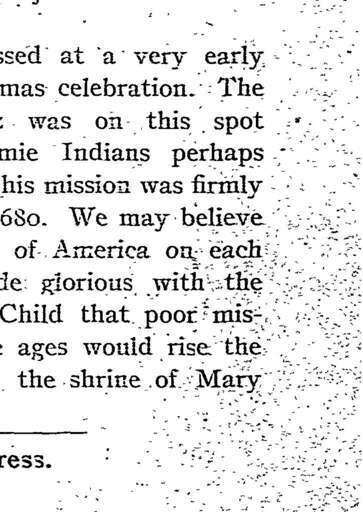 ssed at a very early
mas celebration. The
z was on this spot
mie Indians perhaps
his mission was firmly
680. We may believe
of America on each
de glorious with the
Child that poor mis-
e ages would rise the
the shrine of Mary
ress.